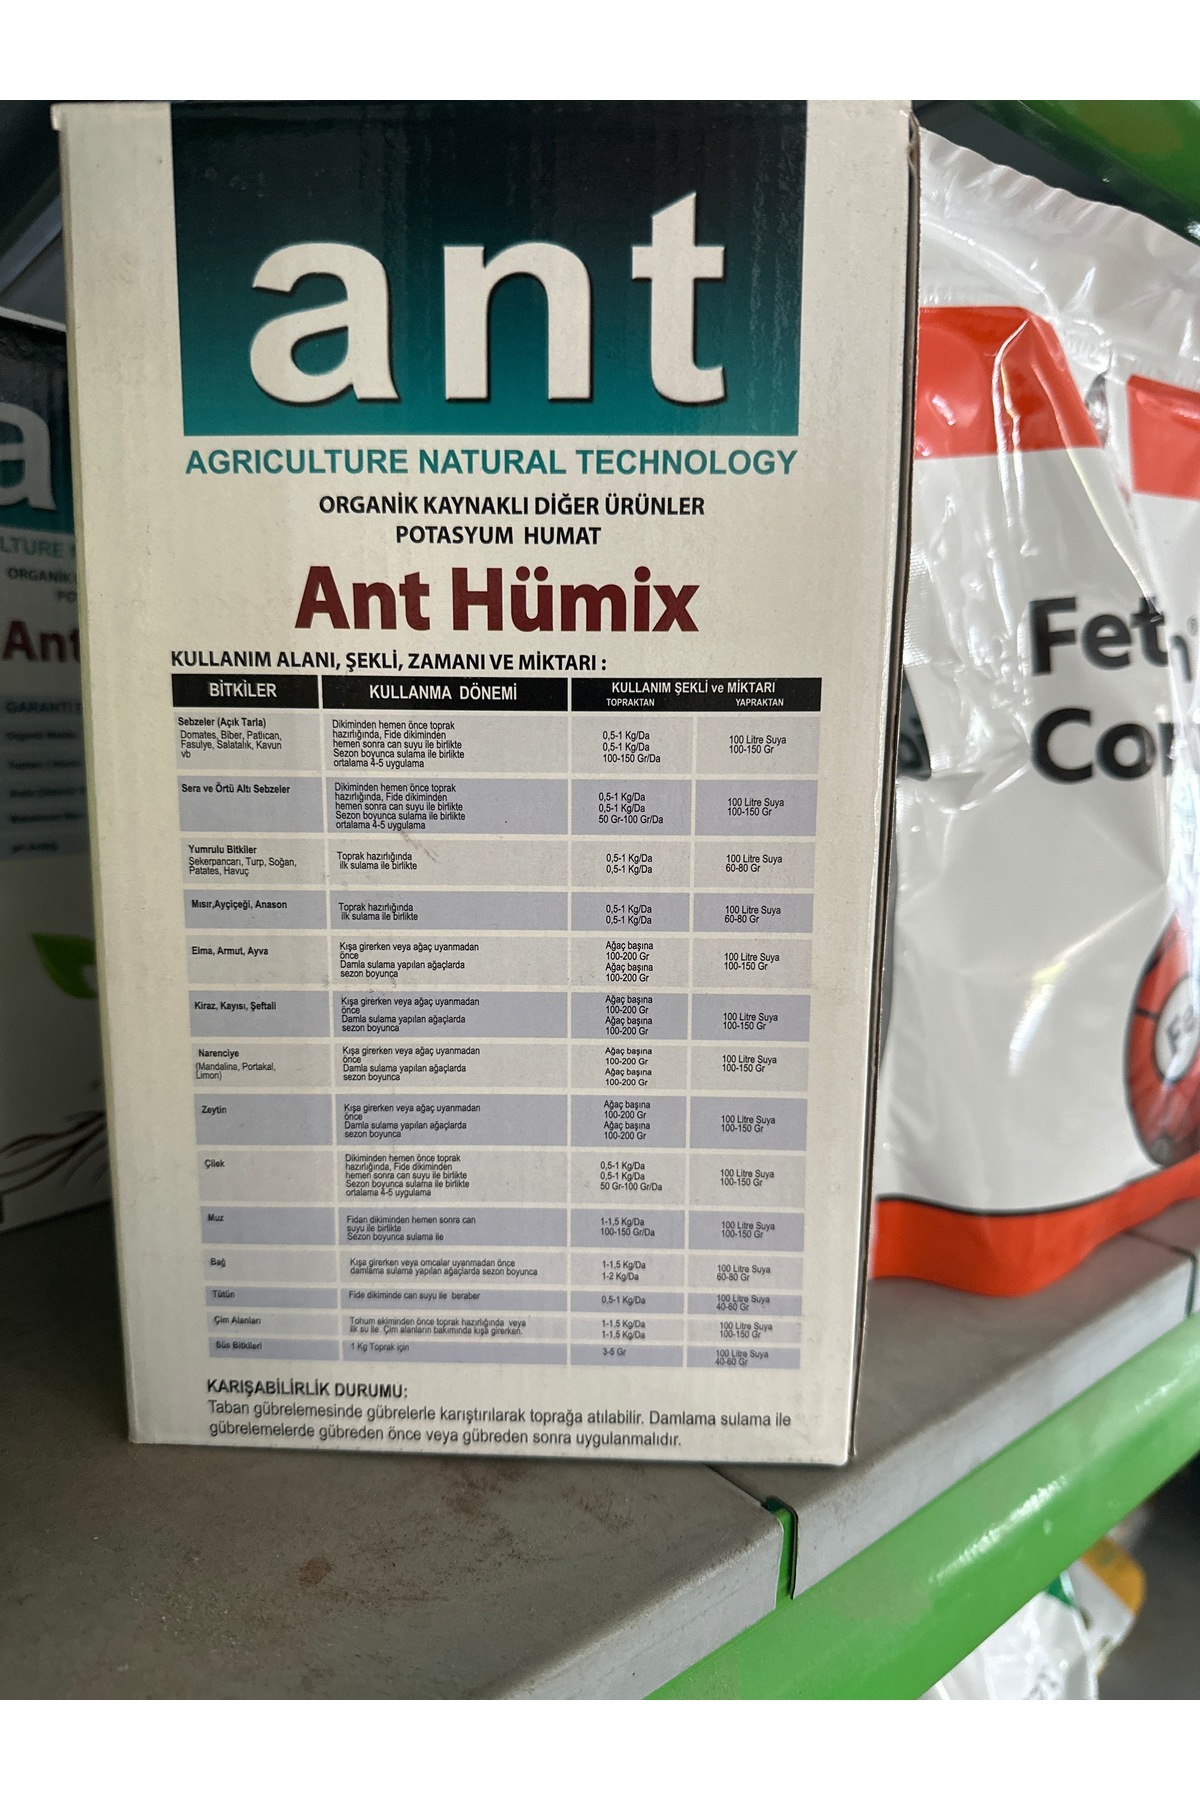 ant
AGRICULTURE NATURAL TECHNOLOGY
ORGANİK KAYNAKLI DİĞER ÜRÜNLER
POTASYUM HUMAT
Ant Hümix
KULLANIM ALANI, ŞEKLİ, ZAMANI VE MİKTARI :
BİTKİLER KULLANMA DÖNEMİ KULLANIM ŞEKLİ ve MİKTARI
TOPRAKTAN YAPRAKTAN
Sebzeler (Açık Tarla)
Domates, Biber, Patlıcan,
Fasulye, Salatalık, Kavun
vb
Dikiminden hemen önce toprak
hazırlığında, Fide dikiminden
hemen sonra can suyu ile birlikte
Sezon boyunca sulama ile birlikte
ortalama 4-5 uygulama
0,5-1 Kg/Da
0,5-1 Kg/Da
100-150 Gr/Da
100 Litre Suya
100-150 Gr
Sera ve Örtü Altı Sebzeler
Dikiminden hemen önce toprak
hazırlığında, Fide dikiminden
hemen sonra can suyu ile birlikte
Sezon boyunca sulama ile birlikte
ortalama 4-5 uygulama
0,5-1 Kg/Da
0,5-1 Kg/Da
50 Gr-100 Gr/Da
100 Litre Suya
100-150 Gr
Yumrulu Bitkiler
Şekerpancarı, Turp, Soğan,
Patates, Havuç
Toprak hazırlığında
ilk sulama ile birlikte
0,5-1 Kg/Da
0,5-1 Kg/Da
100 Litre Suya
60-80 Gr
Mısır,Ayçiçeği, Anason
Toprak hazırlığında
ilk sulama ile birlikte
0,5-1 Kg/Da
0,5-1 Kg/Da
100 Litre Suya
60-80 Gr
Elma, Armut, Ayva
Kışa girerken veya ağaç uyanmadan
önce
Damla sulama yapılan ağaçlarda
sezon boyunca
Ağaç başına
100-200 Gr
Ağaç başına
100-200 Gr
100 Litre Suya
100-150 Gr
Kiraz, Kayısı, Şeftali
Kışa girerken veya ağaç uyanmadan
önce
Damla sulama yapılan ağaçlarda
sezon boyunca
Ağaç başına
100-200 Gr
Ağaç başına
100-200 Gr
100 Litre Suya
100-150 Gr
Narenciye
(Mandalina, Portakal,
Limon)
Kışa girerken veya ağaç uyanmadan
önce
Damla sulama yapılan ağaçlarda
sezon boyunca
Ağaç başına
100-200 Gr
Ağaç başına
100-200 Gr
100 Litre Suya
100-150 Gr
Zeytin
Kışa girerken veya ağaç uyanmadan
önce
Damla sulama yapılan ağaçlarda
sezon boyunca
Ağaç başına
100-200 Gr
Ağaç başına
100-200 Gr
100 Litre Suya
100-150 Gr
Çilek
Dikiminden hemen önce toprak
hazırlığında, Fide dikiminden
hemen sonra can suyu ile birlikte
Sezon boyunca sulama ile birlikte
ortalama 4-5 uygulama
0,5-1 Kg/Da
0,5-1 Kg/Da
50 Gr-100 Gr/Da
100 Litre Suya
100-150 Gr
Muz
Fidan dikiminden hemen sonra can
suyu ile birlikte
Sezon boyunca sulama ile
1-1,5 Kg/Da
100-150 Gr/Da
100 Litre Suya
100-150 Gr
Bağ
Kışa girerken veya omcalar uyanmadan önce
damlama sulama yapılan ağaçlarda sezon boyunca
1-1,5 Kg/Da
1-2 Kg/Da
100 Litre Suya
60-80 Gr
Tütün
Fide dikiminde can suyu ile beraber
0,5-1 Kg/Da
100 Litre Suya
40-60 Gr
Çim Alanları
Tohum ekiminden önce toprak hazırlığında veya
ilk su ile. Çim alanların bakımında kışa girerken.
1-1,5 Kg/Da
1-1,5 Kg/Da
100 Litre Suya
100-150 Gr
Süs Bitkileri
1 Kg Toprak için
3-5 Gr
100 Litre Suya
40-60 Gr
KARIŞABİLİRLİK DURUMU:
Taban gübrelemesinde gübrelerle karıştırılarak toprağa atılabilir. Damlama sulama ile
gübrelemelerde gübreden önce veya gübreden sonra uygulanmalıdır.